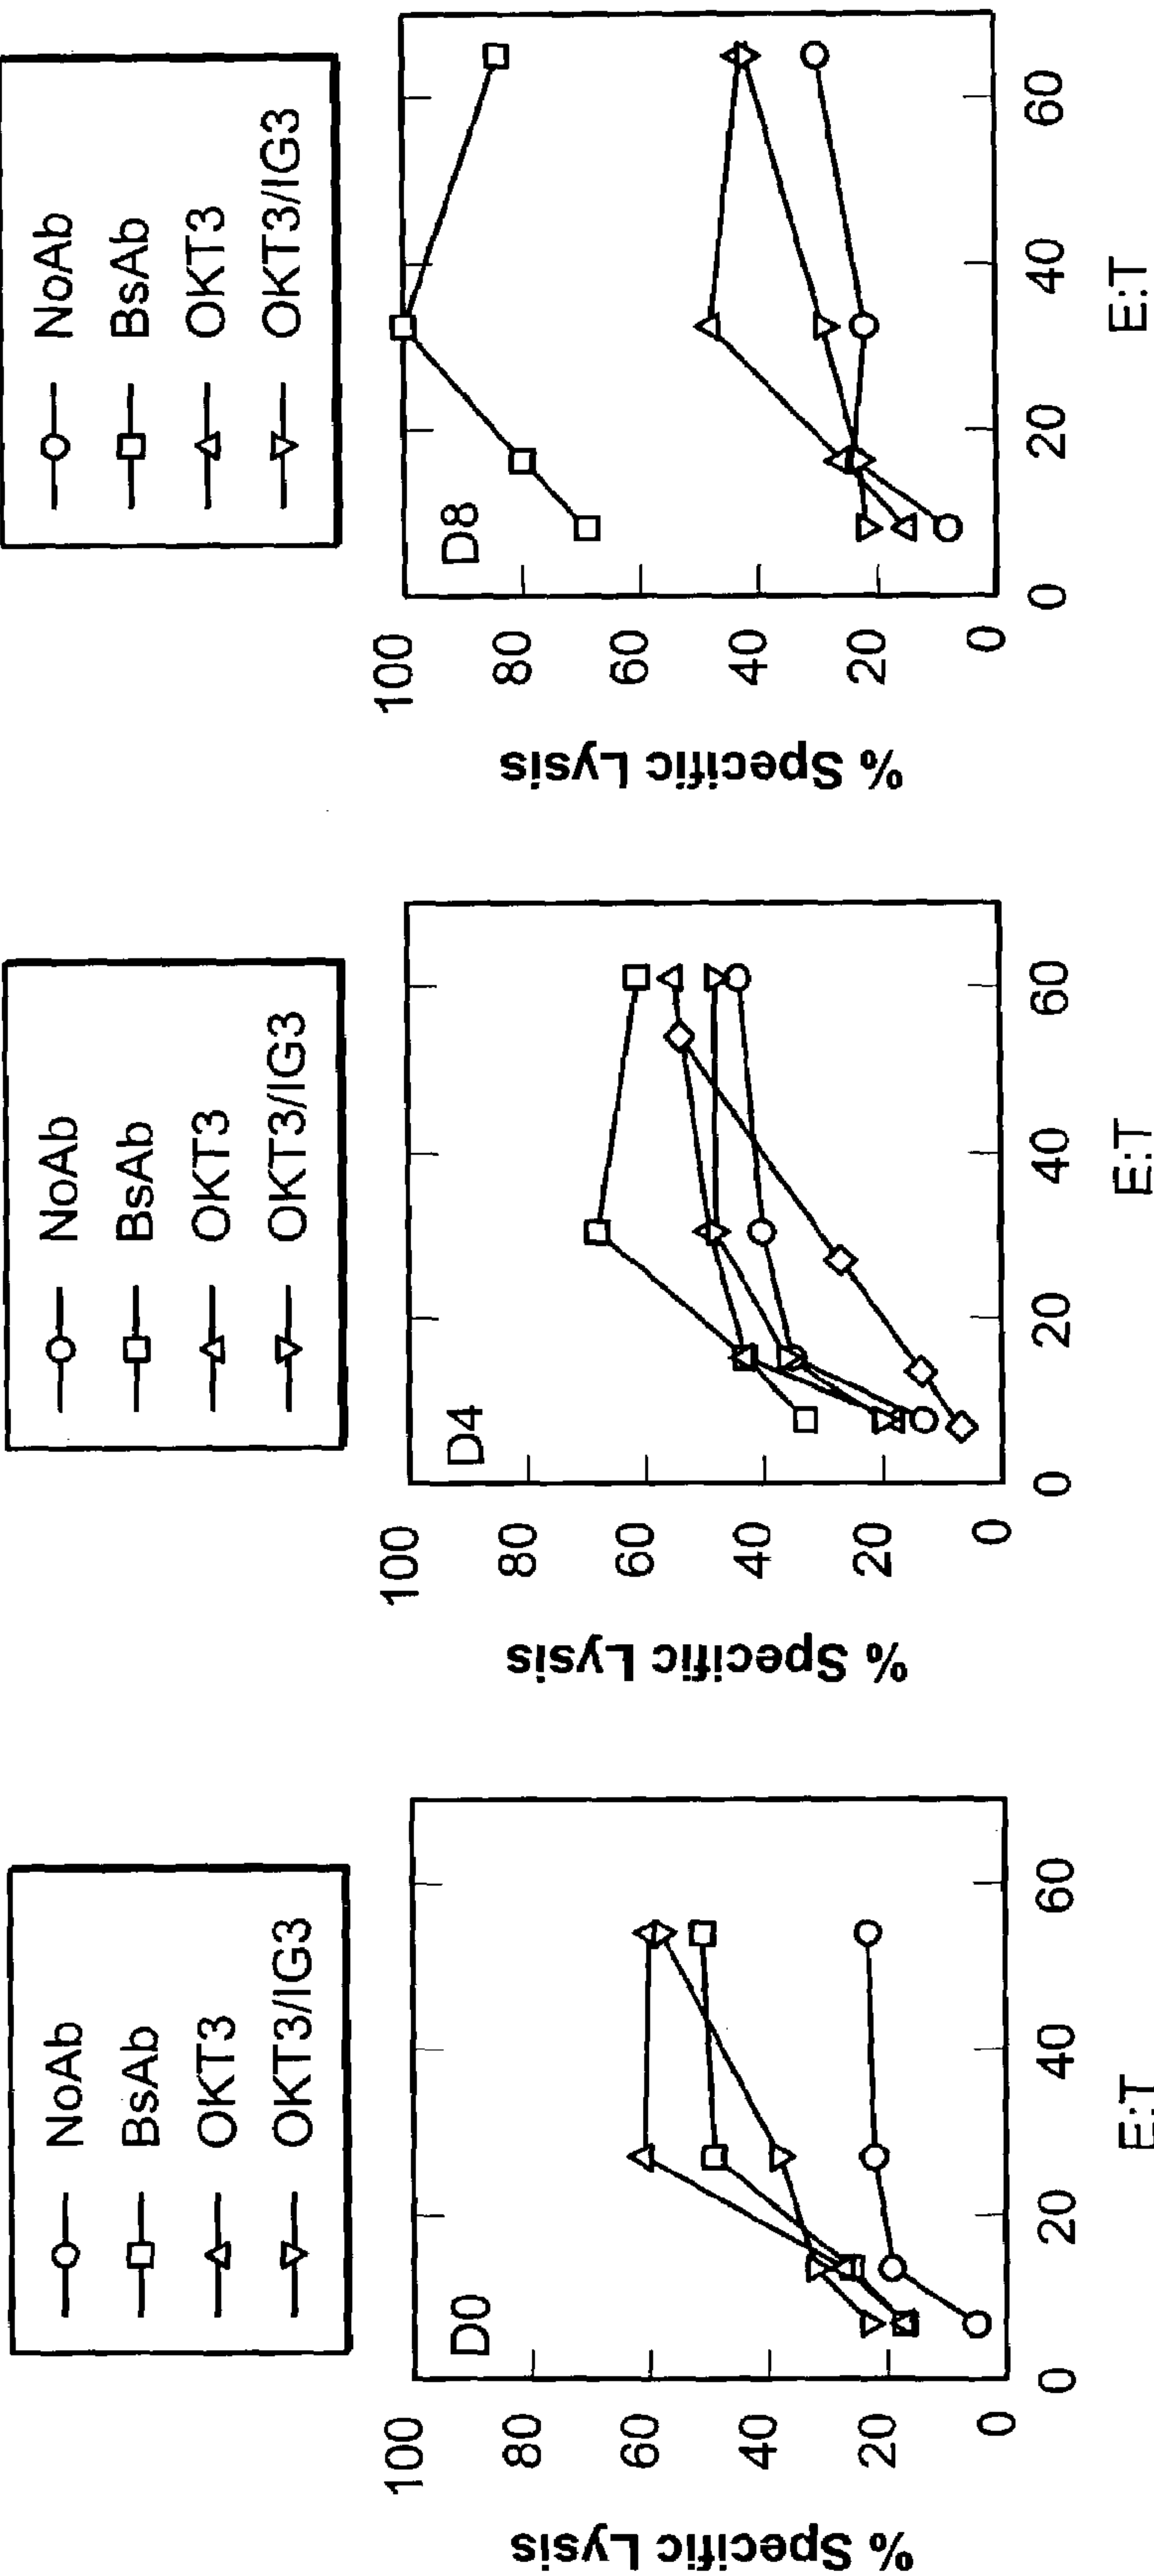 NoAb
BsAb
OKT3
OKT3/IG3
D0
100
80
60
40
20
0
% Specific Lysis
0
20
40
60
E:T
NoAb
BsAb
OKT3
OKT3/IG3
D4
100
80
60
40
20
0
% Specific Lysis
0
20
40
60
E:T
NoAb
BsAb
OKT3
OKT3/IG3
D8
100
80
60
40
20
0
% Specific Lysis
0
20
40
60
E:T